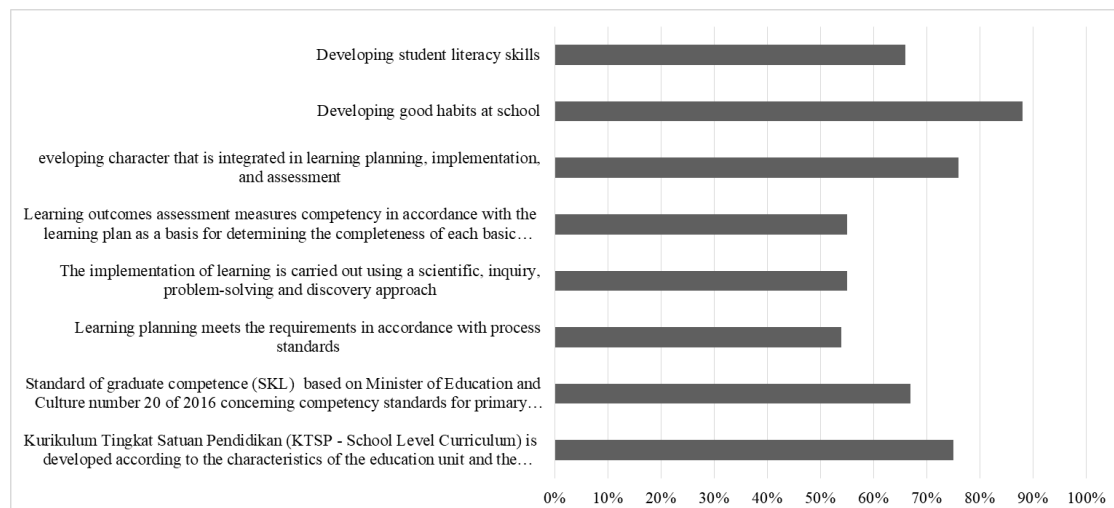 Developing student literacy skills
Developing good habits at school
eveloping character that is integrated in learning planning, implementation,
and assessment
Learning outcomes assessment measures competency in accordance with the
learning plan as a basis for determining the completeness of each basic…
The implementation of learning is carried out using a scientific, inquiry,
problem-solving and discovery approach
Learning planning meets the requirements in accordance with process
standards
Standard of graduate competence (SKL)  based on Minister of Education and
Culture number 20 of 2016 concerning competency standards for primary…
Kurikulum Tingkat Satuan Pendidikan (KTSP - School Level Curriculum) is
developed according to the characteristics of the education unit and the…
0% 10% 20% 30% 40% 50% 60% 70% 80% 90% 100%